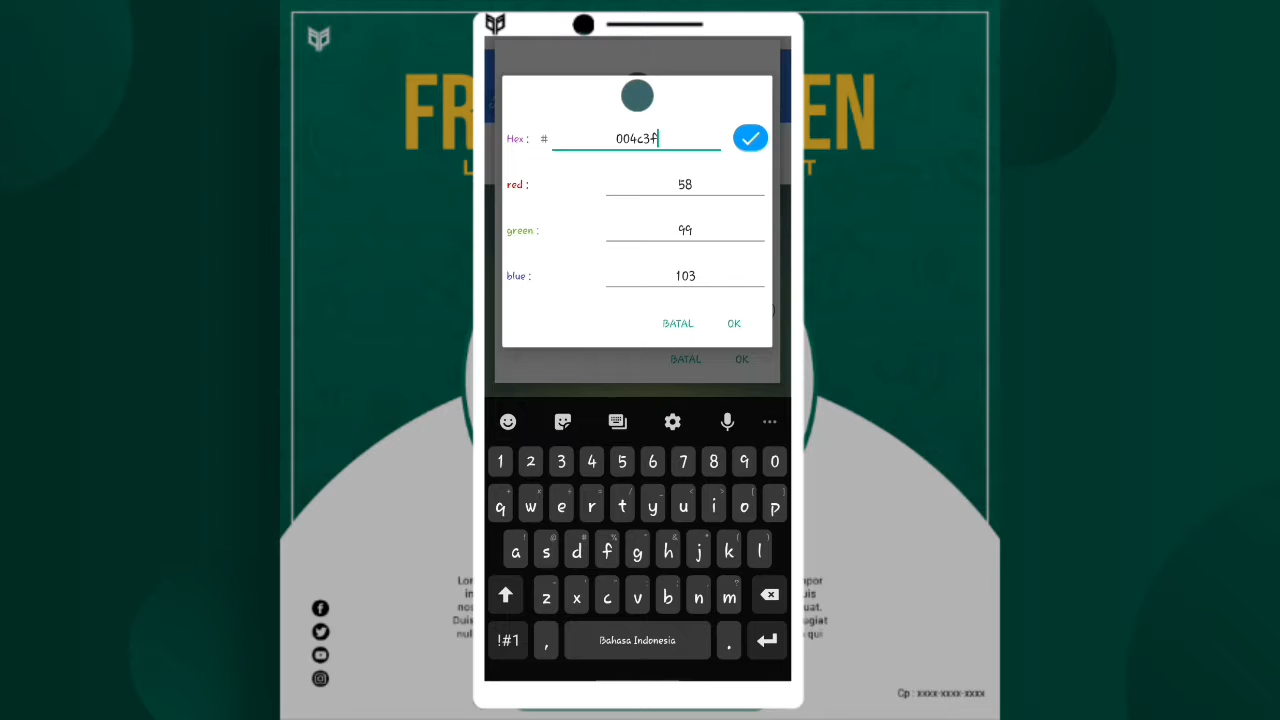 FR EN
L T
Hex : # 004c3f
red : 58
green : 99
blue : 103
BATAL OK
BATAL OK
1 2 3 4 5 6 7 8 9 0
q w e r t y u i o p
a s d f g h j k l
z x c v b n m
!#1 , Bahasa Indonesia .
Cp : xxxx-xxxx-xxxx